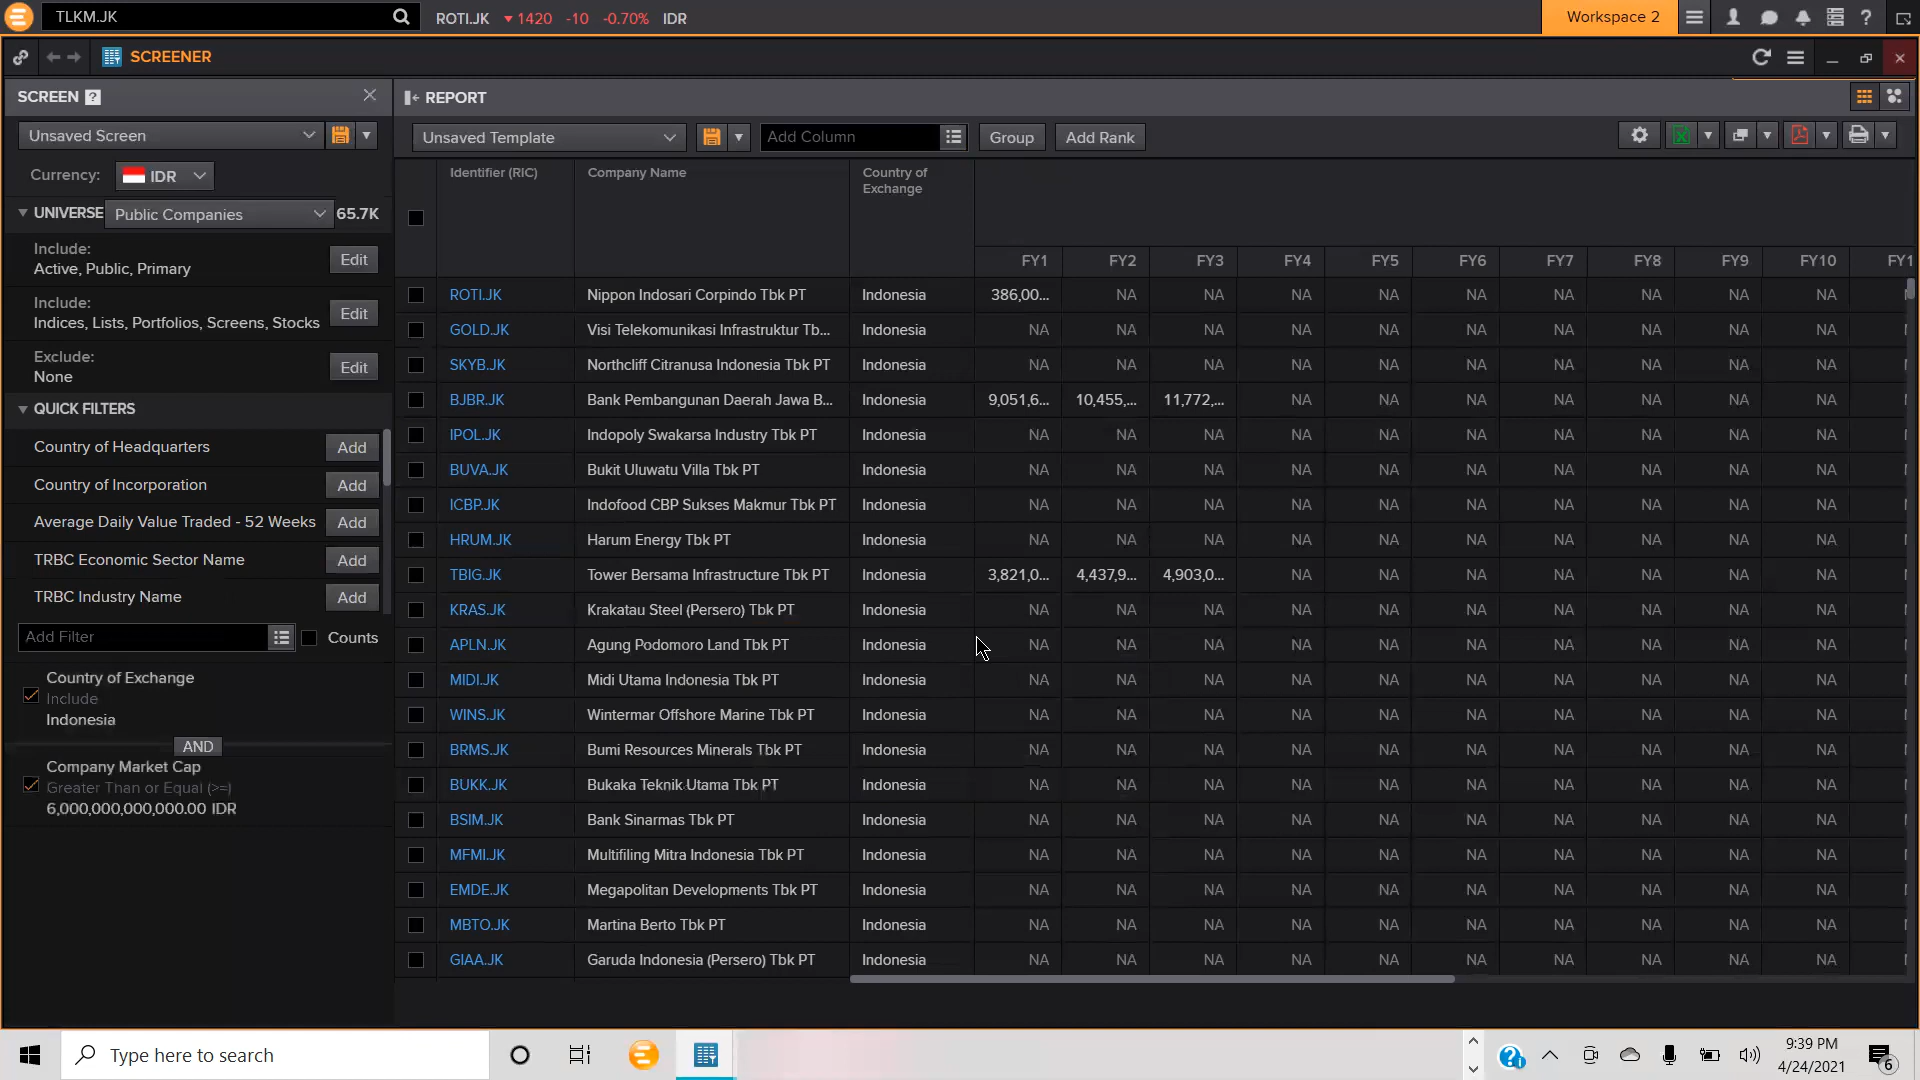 TLKM.JK
ROTI.JK ▼1420 -10 -0.70% IDR
Workspace 2
?
SCREENER
SCREEN ?
REPORT
Unsaved Screen
Unsaved Template
Add Column
Group
Add Rank
Currency: IDR
UNIVERSE Public Companies 65.7K
Include:
Active, Public, Primary
Edit
Include:
Indices, Lists, Portfolios, Screens, Stocks
Edit
Exclude:
None
Edit
QUICK FILTERS
Country of Headquarters Add
Country of Incorporation Add
Average Daily Value Traded - 52 Weeks Add
TRBC Economic Sector Name Add
TRBC Industry Name Add
Add Filter Counts
Country of Exchange
Include
Indonesia
AND
Company Market Cap
Greater Than or Equal (>=)
6,000,000,000,000.00 IDR
Identifier (RIC) Company Name Country of
Exchange
FY1 FY2 FY3 FY4 FY5 FY6 FY7 FY8 FY9 FY10 FY1
ROTI.JK Nippon Indosari Corpindo Tbk PT Indonesia 386,00... NA NA NA NA NA NA NA NA NA
GOLD.JK Visi Telekomunikasi Infrastruktur Tb... Indonesia NA NA NA NA NA NA NA NA NA NA
SKYB.JK Northcliff Citranusa Indonesia Tbk PT Indonesia NA NA NA NA NA NA NA NA NA NA
BJBR.JK Bank Pembangunan Daerah Jawa B... Indonesia 9,051,6... 10,455,... 11,772,... NA NA NA NA NA NA NA
IPOL.JK Indopoly Swakarsa Industry Tbk PT Indonesia NA NA NA NA NA NA NA NA NA NA
BUVA.JK Bukit Uluwatu Villa Tbk PT Indonesia NA NA NA NA NA NA NA NA NA NA
ICBP.JK Indofood CBP Sukses Makmur Tbk PT Indonesia NA NA NA NA NA NA NA NA NA NA
HRUM.JK Harum Energy Tbk PT Indonesia NA NA NA NA NA NA NA NA NA NA
TBIG.JK Tower Bersama Infrastructure Tbk PT Indonesia 3,821,0... 4,437,9... 4,903,0... NA NA NA NA NA NA NA
KRAS.JK Krakatau Steel (Persero) Tbk PT Indonesia NA NA NA NA NA NA NA NA NA NA
APLN.JK Agung Podomoro Land Tbk PT Indonesia NA NA NA NA NA NA NA NA NA NA
MIDI.JK Midi Utama Indonesia Tbk PT Indonesia NA NA NA NA NA NA NA NA NA NA
WINS.JK Wintermar Offshore Marine Tbk PT Indonesia NA NA NA NA NA NA NA NA NA NA
BRMS.JK Bumi Resources Minerals Tbk PT Indonesia NA NA NA NA NA NA NA NA NA NA
BUKK.JK Bukaka Teknik Utama Tbk PT Indonesia NA NA NA NA NA NA NA NA NA NA
BSIM.JK Bank Sinarmas Tbk PT Indonesia NA NA NA NA NA NA NA NA NA NA
MFMI.JK Multifiling Mitra Indonesia Tbk PT Indonesia NA NA NA NA NA NA NA NA NA NA
EMDE.JK Megapolitan Developments Tbk PT Indonesia NA NA NA NA NA NA NA NA NA NA
MBTO.JK Martina Berto Tbk PT Indonesia NA NA NA NA NA NA NA NA NA NA
GIAA.JK Garuda Indonesia (Persero) Tbk PT Indonesia NA NA NA NA NA NA NA NA NA NA
Type here to search
9:39 PM
4/24/2021
6